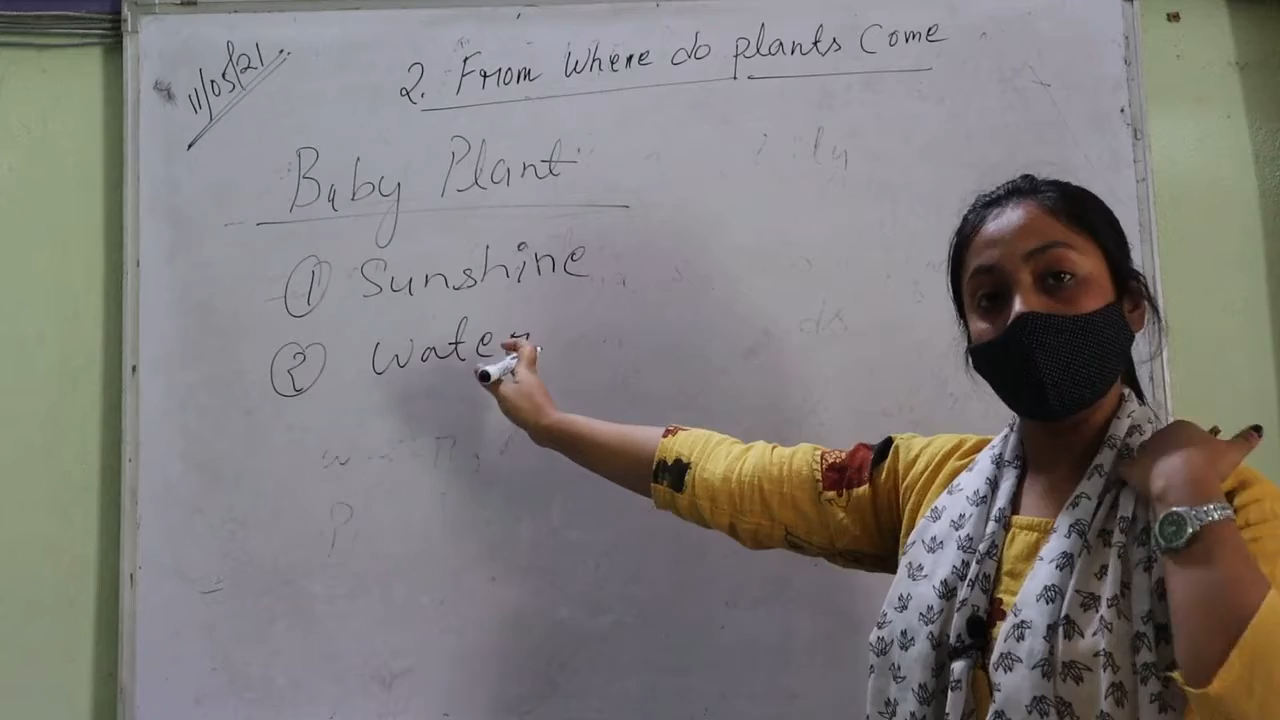 11/05/21
2. From Where do plants Come
Baby Plant
① Sunshine
② Water